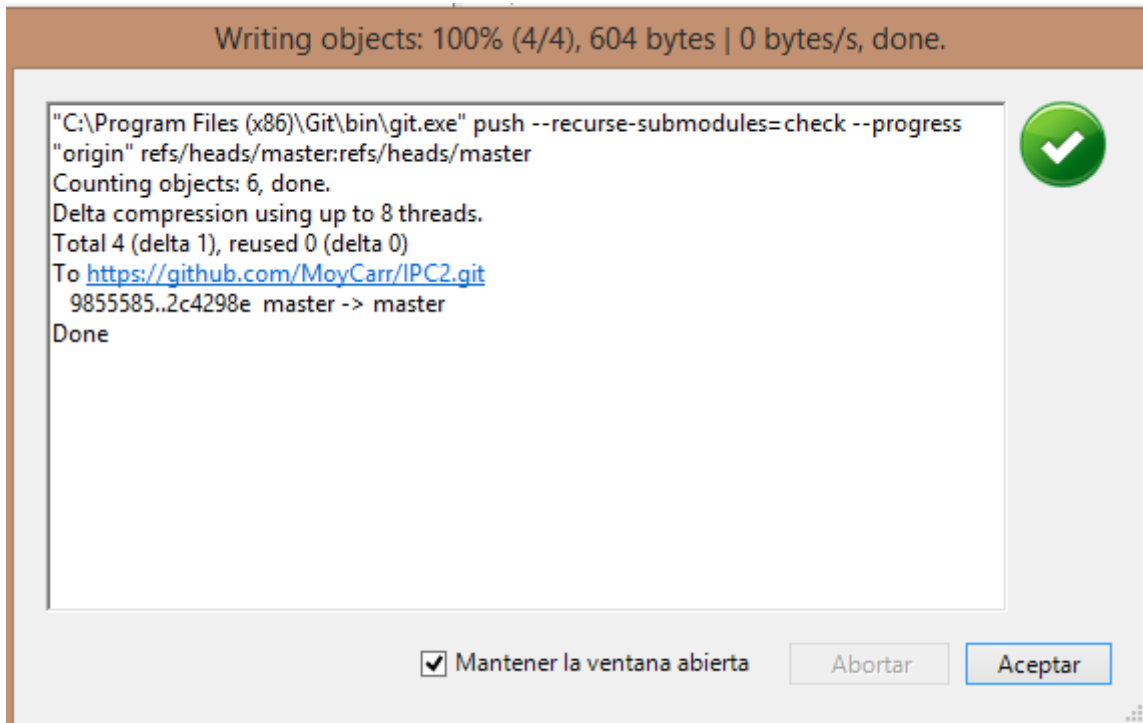 Writing objects: 100% (4/4), 604 bytes | 0 bytes/s, done.
"C:\Program Files (x86)\Git\bin\git.exe" push --recurse-submodules=check --progress
"origin" refs/heads/master:refs/heads/master
Counting objects: 6, done.
Delta compression using up to 8 threads.
Total 4 (delta 1), reused 0 (delta 0)
To https://github.com/MoyCarr/IPC2.git
9855585..2c4298e  master -> master
Done
Mantener la ventana abierta
Abortar
Aceptar